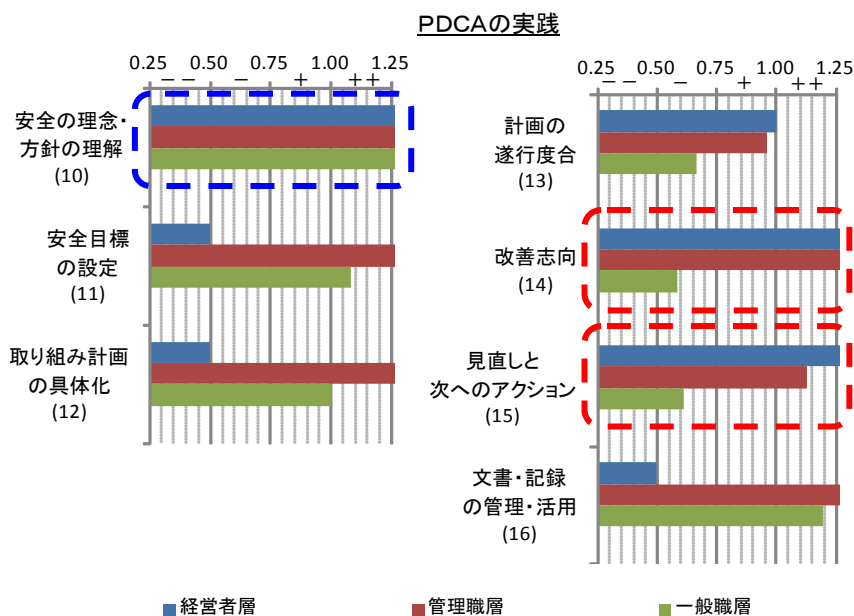 PDCAの実践
0.25 0.50 0.75 1.00 1.25
－－ － ＋ ＋＋
安全の理念・
方針の理解
(10)
安全目標
の設定
(11)
取り組み計画
の具体化
(12)
0.25 0.50 0.75 1.00 1.25
－－ － ＋ ＋＋
計画の
遂行度合
(13)
改善志向
(14)
見直しと
次へのアクション
(15)
文書・記録
の管理・活用
(16)
経営者層 管理職層 一般職層